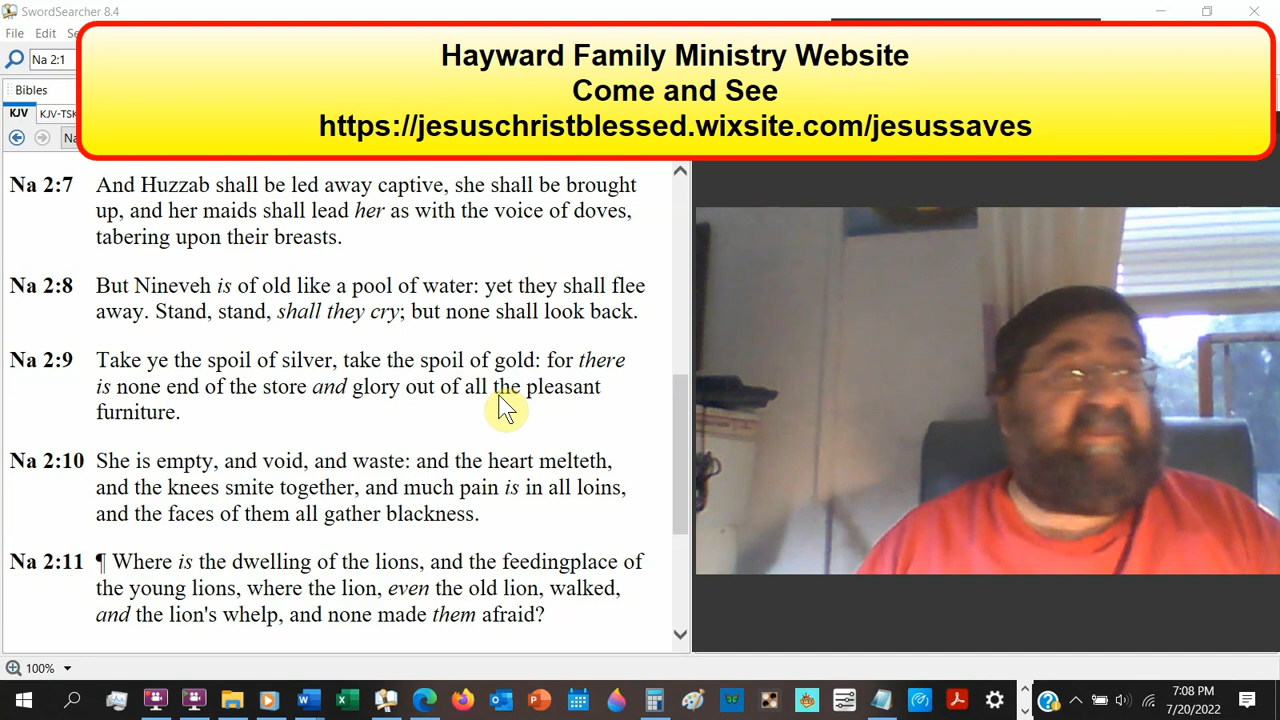 SwordSearcher 8.4
File Edit Se
Hayward Family Ministry Website
Come and See
https://jesuschristblessed.wixsite.com/jesussaves
Na 2:1
Bibles
KJV KJV-TSK
Na
Na 2:7 And Huzzab shall be led away captive, she shall be brought
up, and her maids shall lead her as with the voice of doves,
tabering upon their breasts.
Na 2:8 But Nineveh is of old like a pool of water: yet they shall flee
away. Stand, stand, shall they cry; but none shall look back.
Na 2:9 Take ye the spoil of silver, take the spoil of gold: for there
is none end of the store and glory out of all the pleasant
furniture.
Na 2:10 She is empty, and void, and waste: and the heart melteth,
and the knees smite together, and much pain is in all loins,
and the faces of them all gather blackness.
Na 2:11 ¶ Where is the dwelling of the lions, and the feedingplace of
the young lions, where the lion, even the old lion, walked,
and the lion's whelp, and none made them afraid?
100%
7:08 PM
7/20/2022